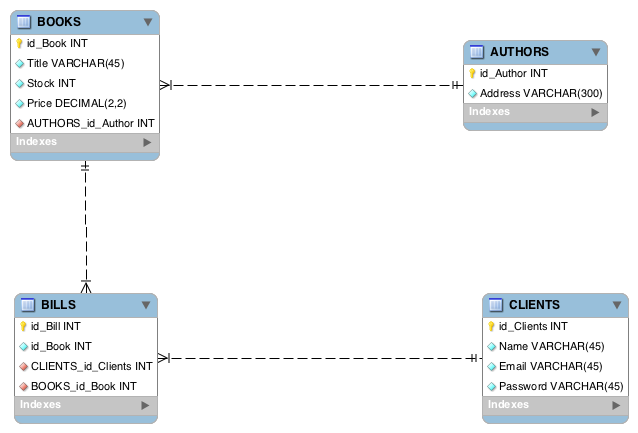 BOOKS
id_Book INT
Title VARCHAR(45)
Stock INT
Price DECIMAL(2,2)
AUTHORS_id_Author INT
Indexes
AUTHORS
id_Author INT
Address VARCHAR(300)
Indexes
BILLS
id_Bill INT
id_Book INT
CLIENTS_id_Clients INT
BOOKS_id_Book INT
Indexes
CLIENTS
id_Clients INT
Name VARCHAR(45)
Email VARCHAR(45)
Password VARCHAR(45)
Indexes